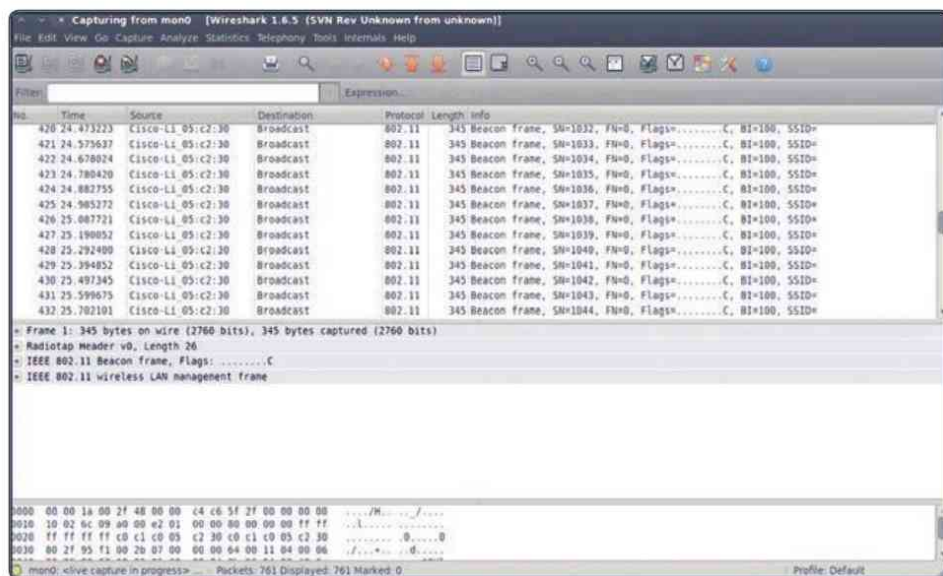 Capturing from mon0 [Wireshark 1.6.5 (SVN Rev Unknown from unknown)]
File Edit View Go Capture Analyze Statistics Telephony Tools Internals Help
Filter: Expression...
No. Time Source Destination Protocol Length Info
420 24.473223 Cisco-Li_05:c2:30 Broadcast 802.11 345 Beacon frame, SN=1032, FN=0, Flags=........C, BI=100, SSID=
421 24.575637 Cisco-Li_05:c2:30 Broadcast 802.11 345 Beacon frame, SN=1033, FN=0, Flags=........C, BI=100, SSID=
422 24.678024 Cisco-Li_05:c2:30 Broadcast 802.11 345 Beacon frame, SN=1034, FN=0, Flags=........C, BI=100, SSID=
423 24.780420 Cisco-Li_05:c2:30 Broadcast 802.11 345 Beacon frame, SN=1035, FN=0, Flags=........C, BI=100, SSID=
424 24.882755 Cisco-Li_05:c2:30 Broadcast 802.11 345 Beacon frame, SN=1036, FN=0, Flags=........C, BI=100, SSID=
425 24.985272 Cisco-Li_05:c2:30 Broadcast 802.11 345 Beacon frame, SN=1037, FN=0, Flags=........C, BI=100, SSID=
426 25.087721 Cisco-Li_05:c2:30 Broadcast 802.11 345 Beacon frame, SN=1038, FN=0, Flags=........C, BI=100, SSID=
427 25.190052 Cisco-Li_05:c2:30 Broadcast 802.11 345 Beacon frame, SN=1039, FN=0, Flags=........C, BI=100, SSID=
428 25.292400 Cisco-Li_05:c2:30 Broadcast 802.11 345 Beacon frame, SN=1040, FN=0, Flags=........C, BI=100, SSID=
429 25.394852 Cisco-Li_05:c2:30 Broadcast 802.11 345 Beacon frame, SN=1041, FN=0, Flags=........C, BI=100, SSID=
430 25.497345 Cisco-Li_05:c2:30 Broadcast 802.11 345 Beacon frame, SN=1042, FN=0, Flags=........C, BI=100, SSID=
431 25.599675 Cisco-Li_05:c2:30 Broadcast 802.11 345 Beacon frame, SN=1043, FN=0, Flags=........C, BI=100, SSID=
432 25.702101 Cisco-Li_05:c2:30 Broadcast 802.11 345 Beacon frame, SN=1044, FN=0, Flags=........C, BI=100, SSID=
Frame 1: 345 bytes on wire (2760 bits), 345 bytes captured (2760 bits)
Radiotap Header v0, Length 26
IEEE 802.11 Beacon frame, Flags: ........C
IEEE 802.11 wireless LAN management frame
0000 00 00 1a 00 2f 48 00 00 c4 c6 5f 2f 00 00 00 00 ..../H.. .._/....
0010 10 02 6c 09 a0 00 e2 01 00 00 80 00 00 00 ff ff ..l..... ........
0020 ff ff ff ff c0 c1 c0 05 c2 30 c0 c1 c0 05 c2 30 ........ .0.....0
0030 80 2f 95 f1 00 2b 07 00 00 00 64 00 11 04 00 06 ./...+.. ..d.....
mon0: <live capture in progress> ... Packets: 761 Displayed: 761 Marked: 0 Profile: Default